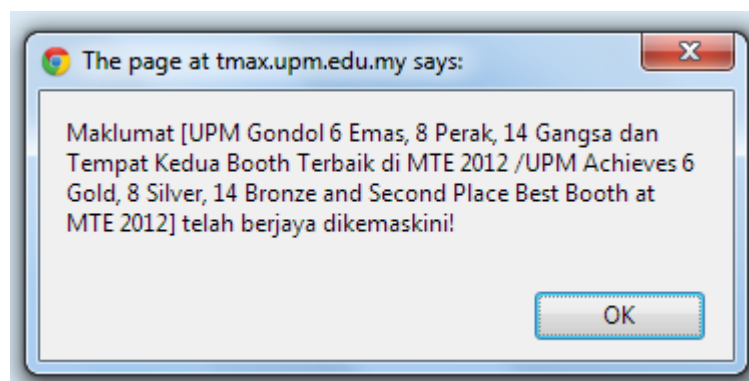 The page at tmax.upm.edu.my says:
Maklumat [UPM Gondol 6 Emas, 8 Perak, 14 Gangsa dan
Tempat Kedua Booth Terbaik di MTE 2012 /UPM Achieves 6
Gold, 8 Silver, 14 Bronze and Second Place Best Booth at
MTE 2012] telah berjaya dikemaskini!
OK